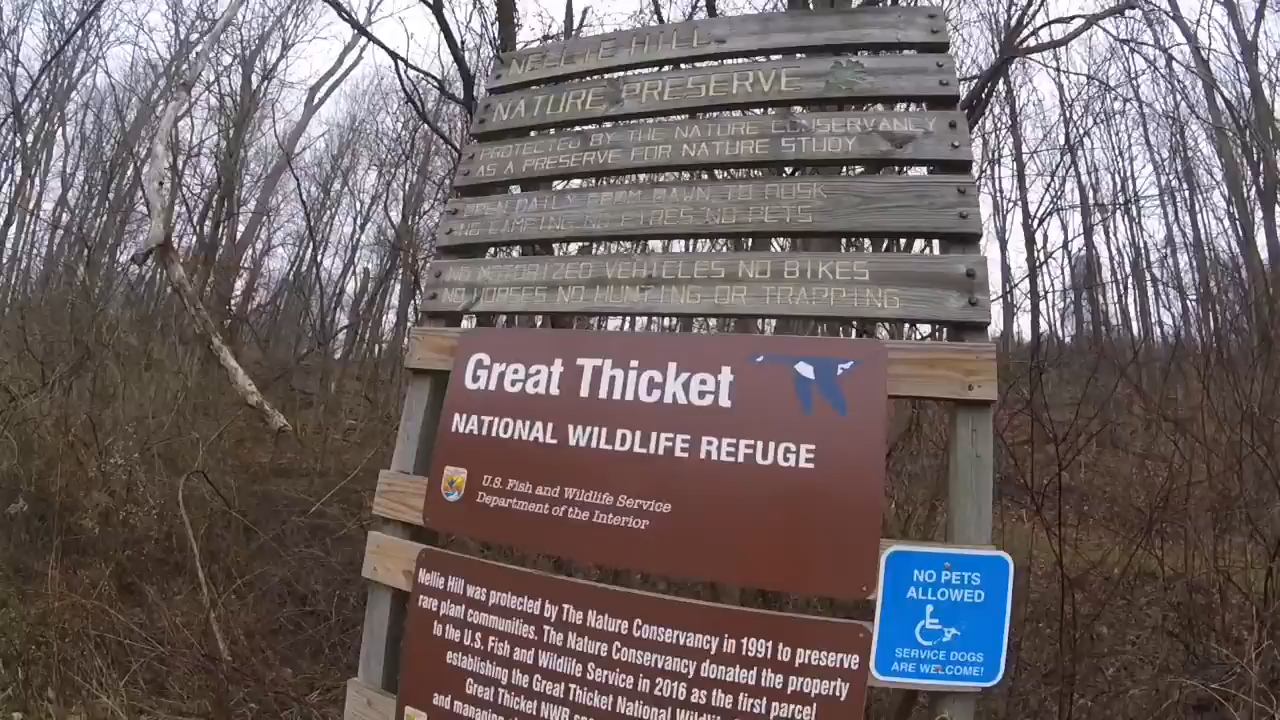 NELLIE HILL
NATURE PRESERVE
PROTECTED BY THE NATURE CONSERVANCY
AS A PRESERVE FOR NATURE STUDY
OPEN DAILY FROM DAWN TO DUSK
NO CAMPING NO FIRES NO PETS
NO MOTORIZED VEHICLES NO BIKES
NO HORSES NO HUNTING OR TRAPPING
Great Thicket
NATIONAL WILDLIFE REFUGE
U.S. Fish and Wildlife Service
Department of the Interior
NO PETS
ALLOWED
SERVICE DOGS
ARE WELCOME!
Nellie Hill was protected by The Nature Conservancy in 1991 to preserve
rare plant communities. The Nature Conservancy donated the property
to the U.S. Fish and Wildlife Service in 2016 as the first parcel
establishing the Great Thicket National
Great Thicket NWR
and